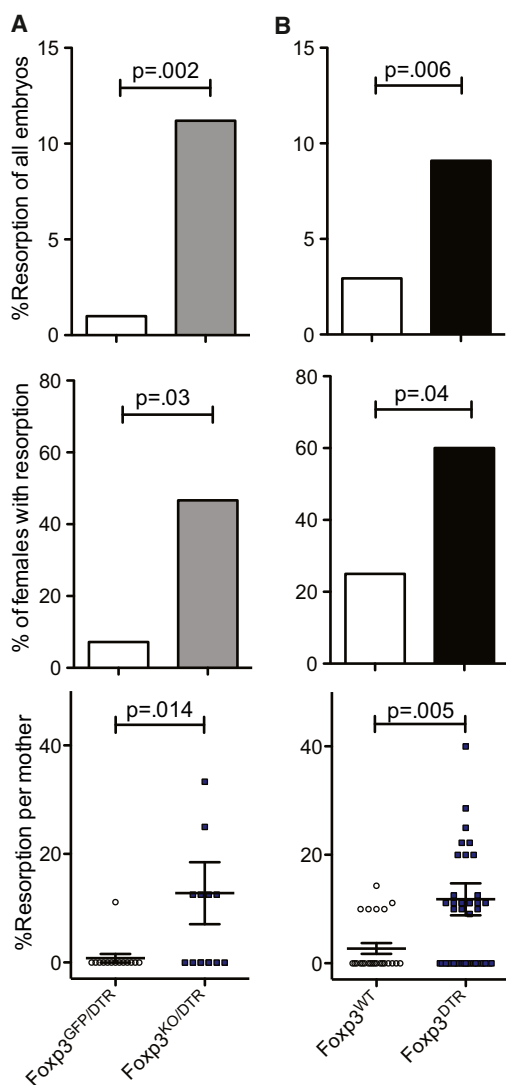 A
B
%Resorption of all embryos
15
10
5
0
p=.002
15
10
5
0
p=.006
% of females with resorption
80
60
40
20
0
p=.03
80
60
40
20
0
p=.04
%Resorption per mother
40
20
0
p=.014
40
20
0
p=.005
Foxp3GFP/DTR
Foxp3KO/DTR
Foxp3WT
Foxp3DTR